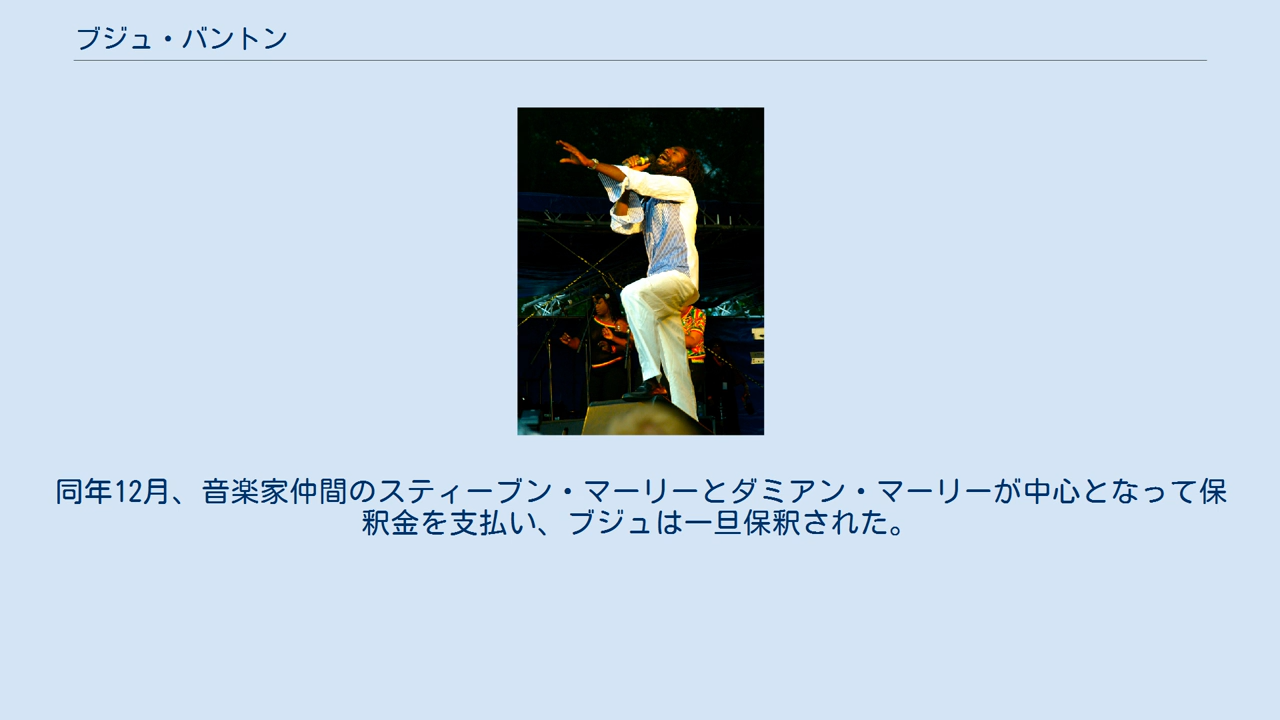 ブジュ・バントン
同年12月、音楽家仲間のスティーブン・マーリーとダミアン・マーリーが中心となって保
釈金を支払い、ブジュは一旦保釈された。